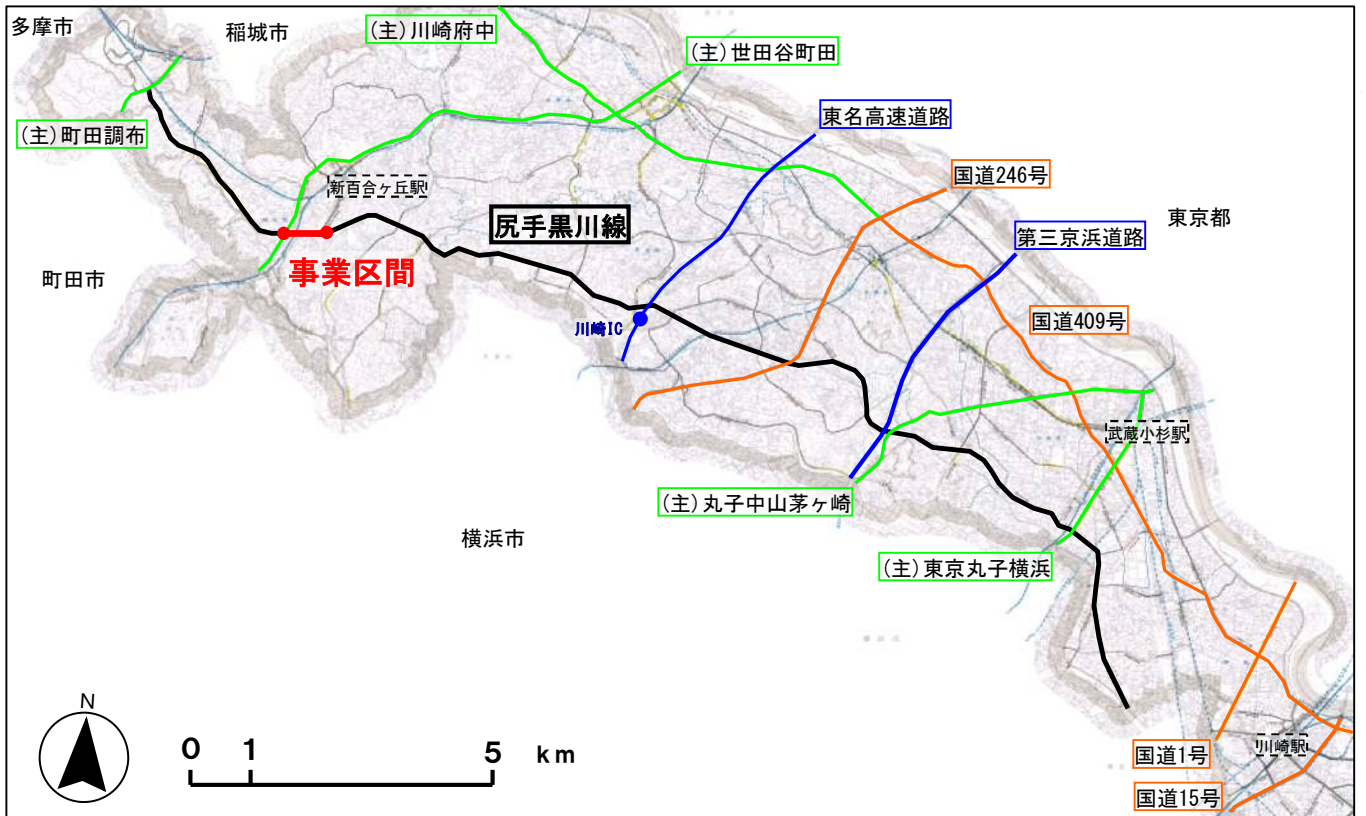 多摩市
稲城市
(主)川崎府中
(主)世田谷町田
東名高速道路
(主)町田調布
新百合ヶ丘駅
国道246号
尻手黒川線
東京都
第三京浜道路
事業区間
町田市
川崎IC
国道409号
武蔵小杉駅
(主)丸子中山茅ヶ崎
横浜市
(主)東京丸子横浜
N
0 1 5 km
国道1号
川崎駅
国道15号